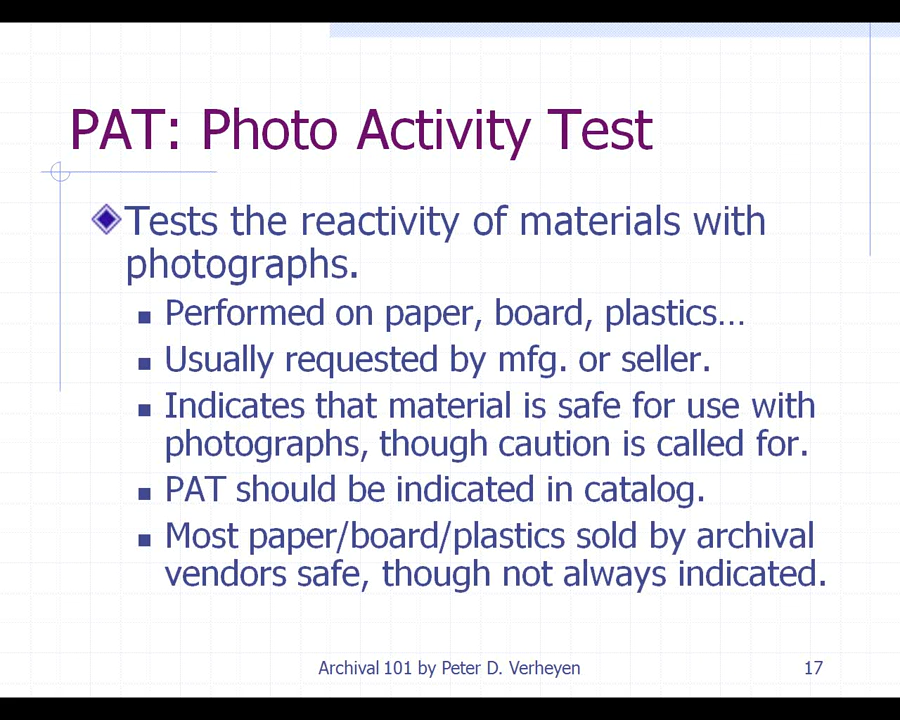 PAT: Photo Activity Test
Tests the reactivity of materials with
photographs.
Performed on paper, board, plastics…
Usually requested by mfg. or seller.
Indicates that material is safe for use with
photographs, though caution is called for.
PAT should be indicated in catalog.
Most paper/board/plastics sold by archival
vendors safe, though not always indicated.
Archival 101 by Peter D. Verheyen
17